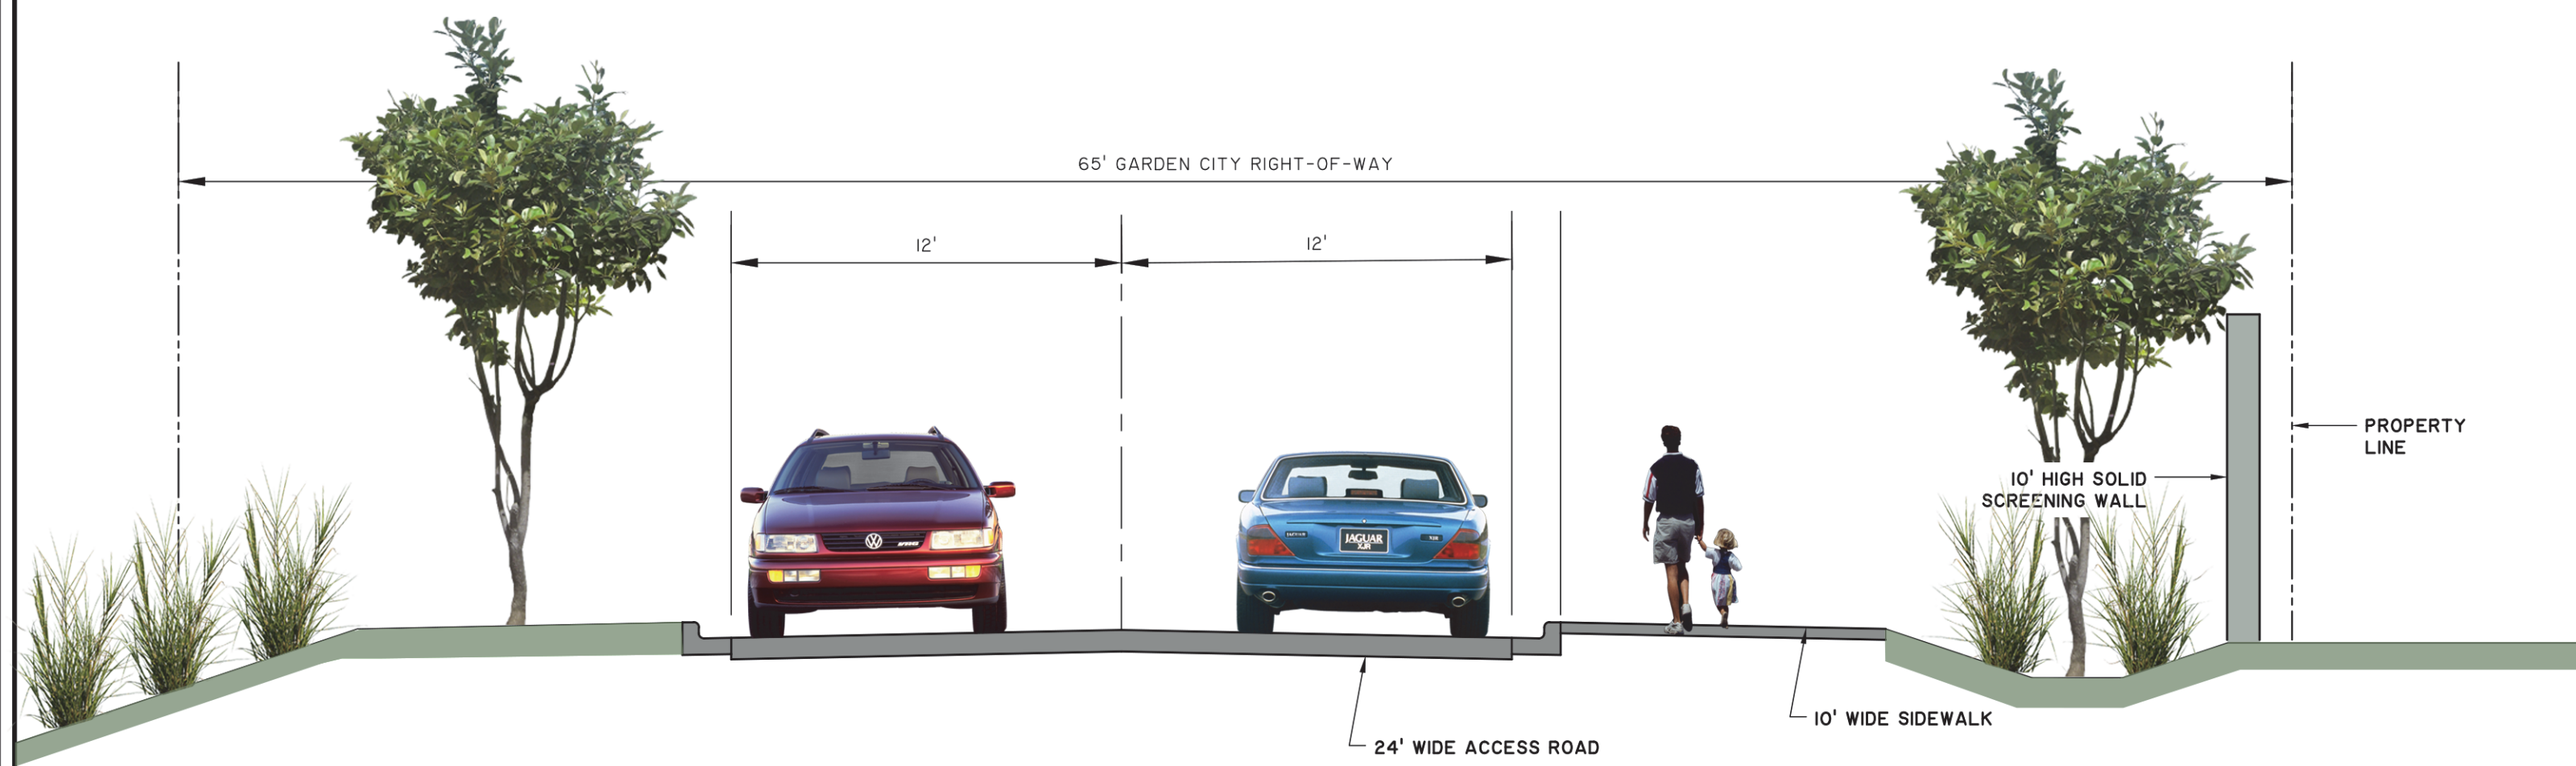 65' GARDEN CITY RIGHT-OF-WAY
12'
12'
PROPERTY
LINE
10' HIGH SOLID
SCREENING WALL
JAGUAR
XJR
10' WIDE SIDEWALK
24' WIDE ACCESS ROAD